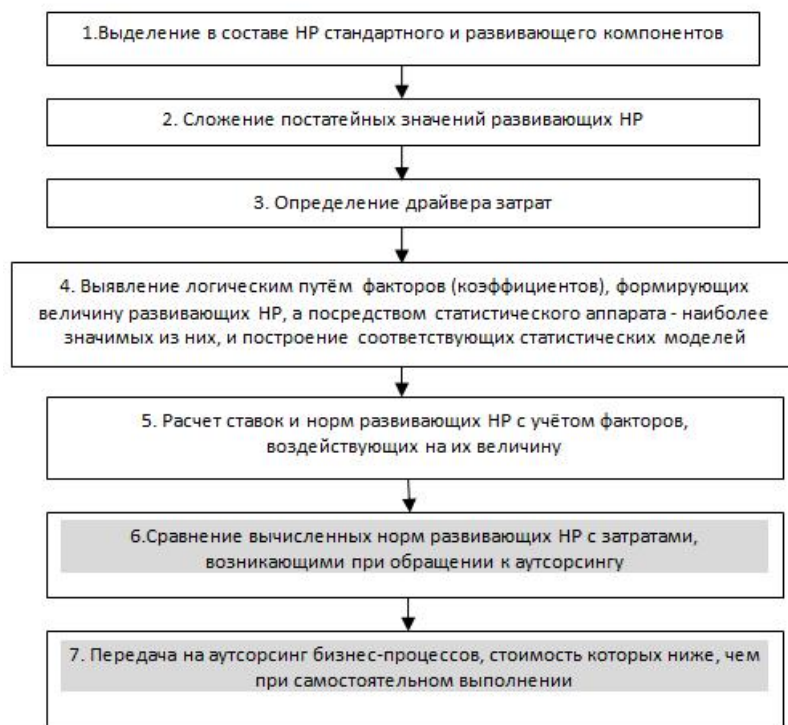 1.Выделение в составе НР стандартного и развивающего компонентов
2. Сложение постатейных значений развивающих НР
3. Определение драйвера затрат
4. Выявление логическим путём факторов (коэффициентов), формирующих
величину развивающих НР, а посредством статистического аппарата - наиболее
значимых из них, и построение соответствующих статистических моделей
5. Расчет ставок и норм развивающих НР с учётом факторов,
воздействующих на их величину
6.Сравнение вычисленных норм развивающих НР с затратами,
возникающими при обращении к аутсорсингу
7. Передача на аутсорсинг бизнес-процессов, стоимость которых ниже, чем
при самостоятельном выполнении